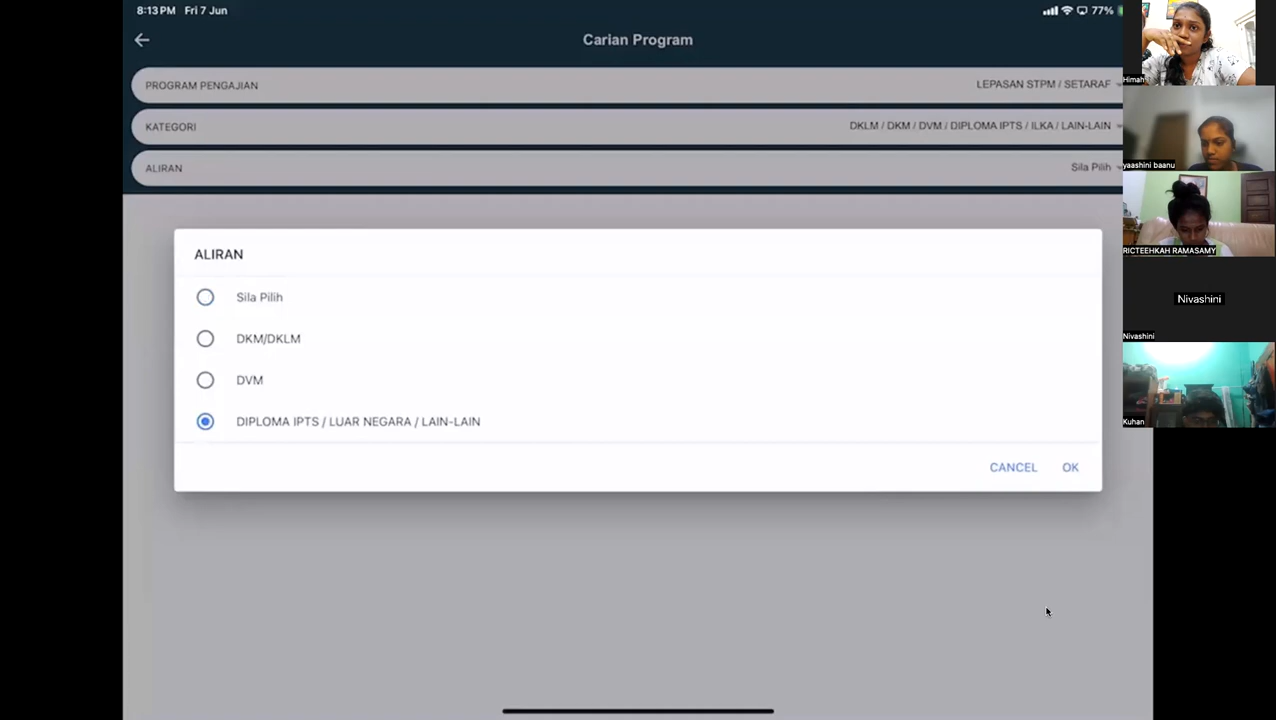 8:13 PM Fri 7 Jun
77%
Carian Program
PROGRAM PENGAJIAN LEPASAN STPM / SETARAF
KATEGORI DKLM / DKM / DVM / DIPLOMA IPTS / ILKA / LAIN-LAIN
ALIRAN Sila Pilih
ALIRAN
Sila Pilih
DKM/DKLM
DVM
DIPLOMA IPTS / LUAR NEGARA / LAIN-LAIN
CANCEL OK
Himah
yaashini baanu
RICTEEHKAH RAMASAMY
Nivashini
Nivashini
Kuhan